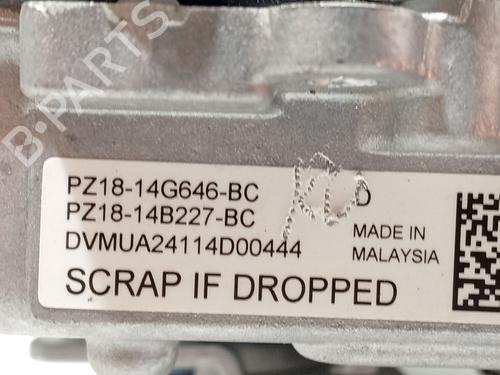 B-PARTS
PZ18-14G646-BC
PZ18-14B227-BC
D
DVMUA24114D00444
MADE IN
MALAYSIA
SCRAP IF DROPPED